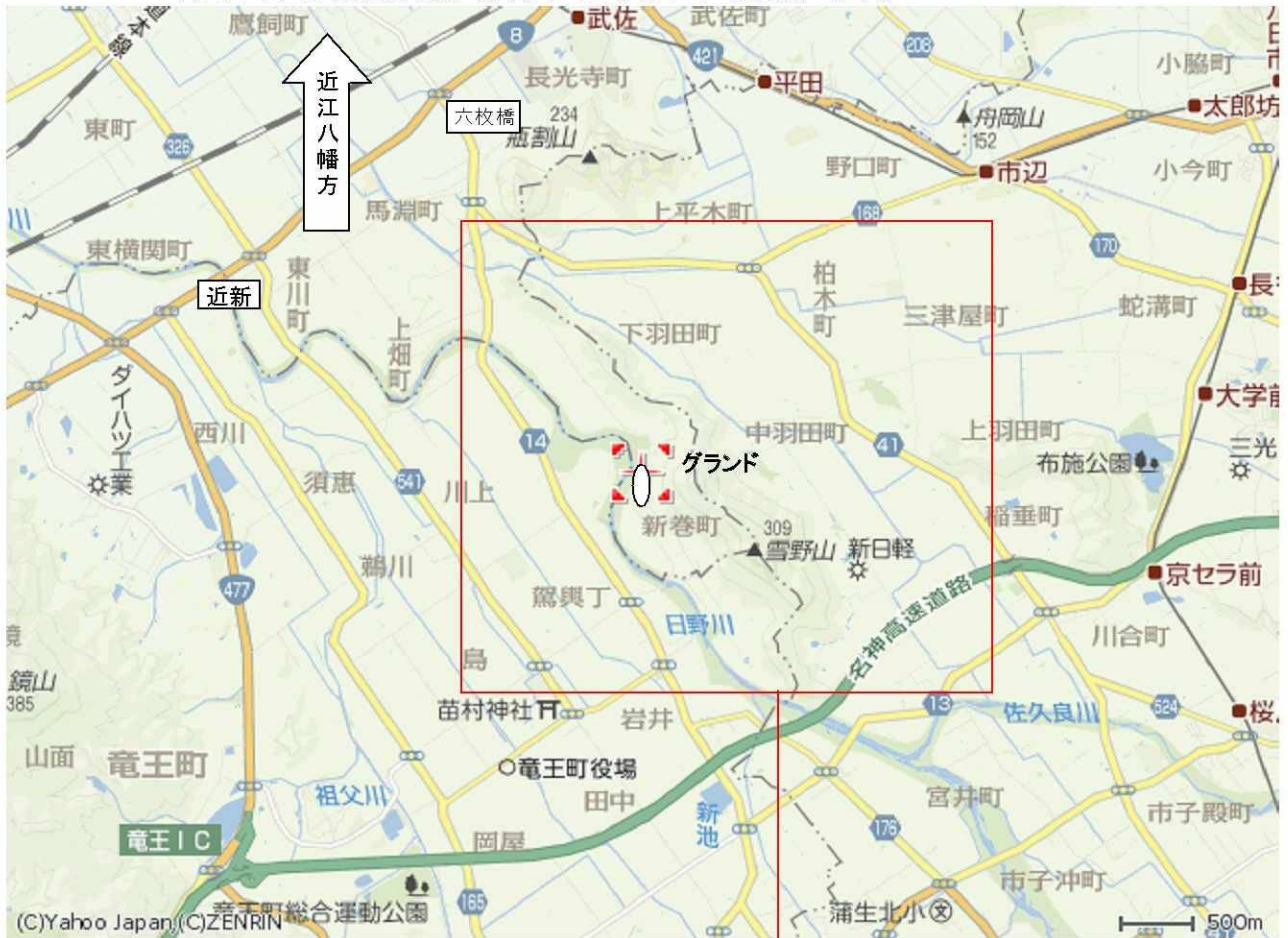 武佐
武佐町
鷹飼町
道本線
8
421
208
小脇町
近江八幡方
長光寺町
平田
太郎坊
六枚橋
234
瓶割山
舟岡山
152
東町
326
野口町
市辺
小今町
馬淵町
上平木町
168
170
川
東横関町
近新
東川町
柏木町
長
蛇溝町
三津屋町
下羽田町
上畑町
ダイハツ工業
大学前
西川
14
中羽田町
41
上羽田町
三光
布施公園
グランド
須恵
541
川上
新巻町
309
雪野山
新日軽
稲垂町
477
鵜川
駕輿丁
日野川
名神高速道路
京セラ前
川合町
鏡山
385
島
苗村神社
岩井
13
佐久良川
524
桜
山面
竜王町
竜王町役場
祖父川
田中
新池
宮井町
市子殿町
竜王IC
岡屋
176
165
市子沖町
竜王町総合運動公園
蒲生北小
文
(C)Yahoo Japan,(C)ZENRIN
500m